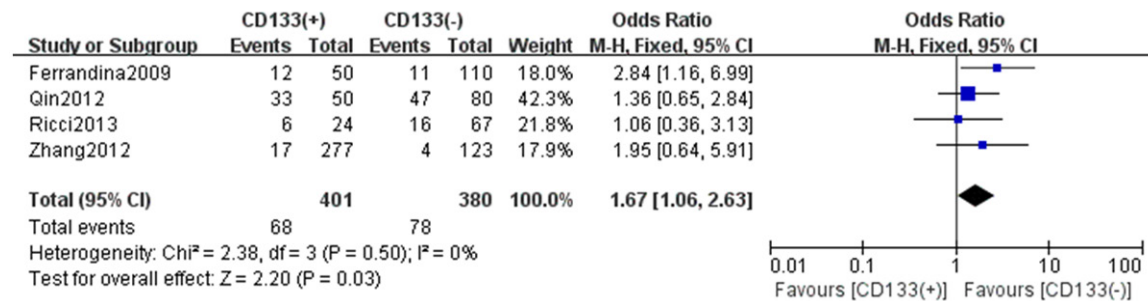 CD133(+) CD133(-) Odds Ratio Odds Ratio
Study or Subgroup Events Total Events Total Weight M-H, Fixed, 95% CI M-H, Fixed, 95% CI
Ferrandina2009 12 50 11 110 18.0% 2.84 [1.16, 6.99]
Qin2012 33 50 47 80 42.3% 1.36 [0.65, 2.84]
Ricci2013 6 24 16 67 21.8% 1.06 [0.36, 3.13]
Zhang2012 17 277 4 123 17.9% 1.95 [0.64, 5.91]
Total (95% CI) 401 380 100.0% 1.67 [1.06, 2.63]
Total events 68 78
Heterogeneity: Chi² = 2.38, df = 3 (P = 0.50); I² = 0%
Test for overall effect: Z = 2.20 (P = 0.03)
0.01 0.1 1 10 100
Favours [CD133(+)] Favours [CD133(-)]